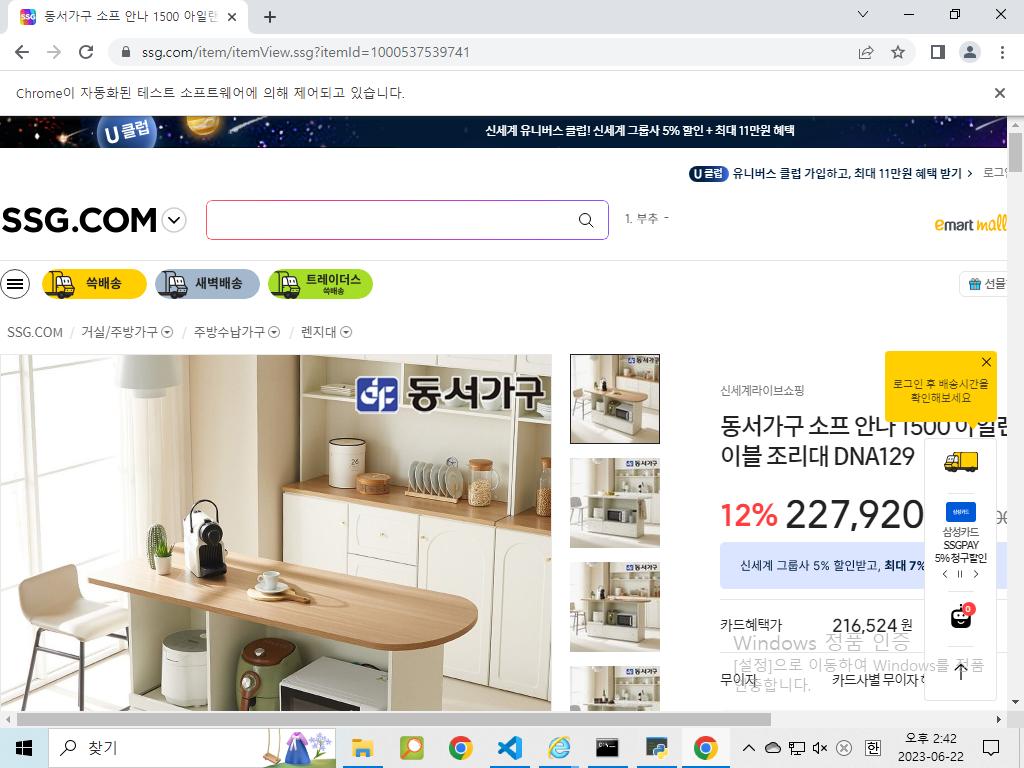 동서가구 소프 안나 1500 아일랜
ssg.com/item/itemView.ssg?itemId=1000537539741
Chrome이 자동화된 테스트 소프트웨어에 의해 제어되고 있습니다.
U 클럽
신세계 유니버스 클럽! 신세계 그룹사 5% 할인 + 최대 11만원 혜택
U 클럽 유니버스 클럽 가입하고, 최대 11만원 혜택 받기 > 로그인
SSG.COM
1. 부추 -
emart mall
쓱배송
새벽배송
트레이더스
쓱배송
선물
SSG.COM / 거실/주방가구 / 주방수납가구 / 렌지대
동서가구
신세계라이브쇼핑
로그인 후 배송시간을
확인해보세요
동서가구 소프 안나 1500 아일랜
이블 조리대 DNA129
12% 227,920
삼성카드
삼성카드
SSGPAY
5% 청구할인
신세계 그룹사 5% 할인받고, 최대 7%
0
카드혜택가 216,524 원
Windows 정품 인증
[설정]으로 이동하여 Windows를 정품
인증합니다.
무이자 카드사별 무이자
찾기
한
오후 2:42
2023-06-22